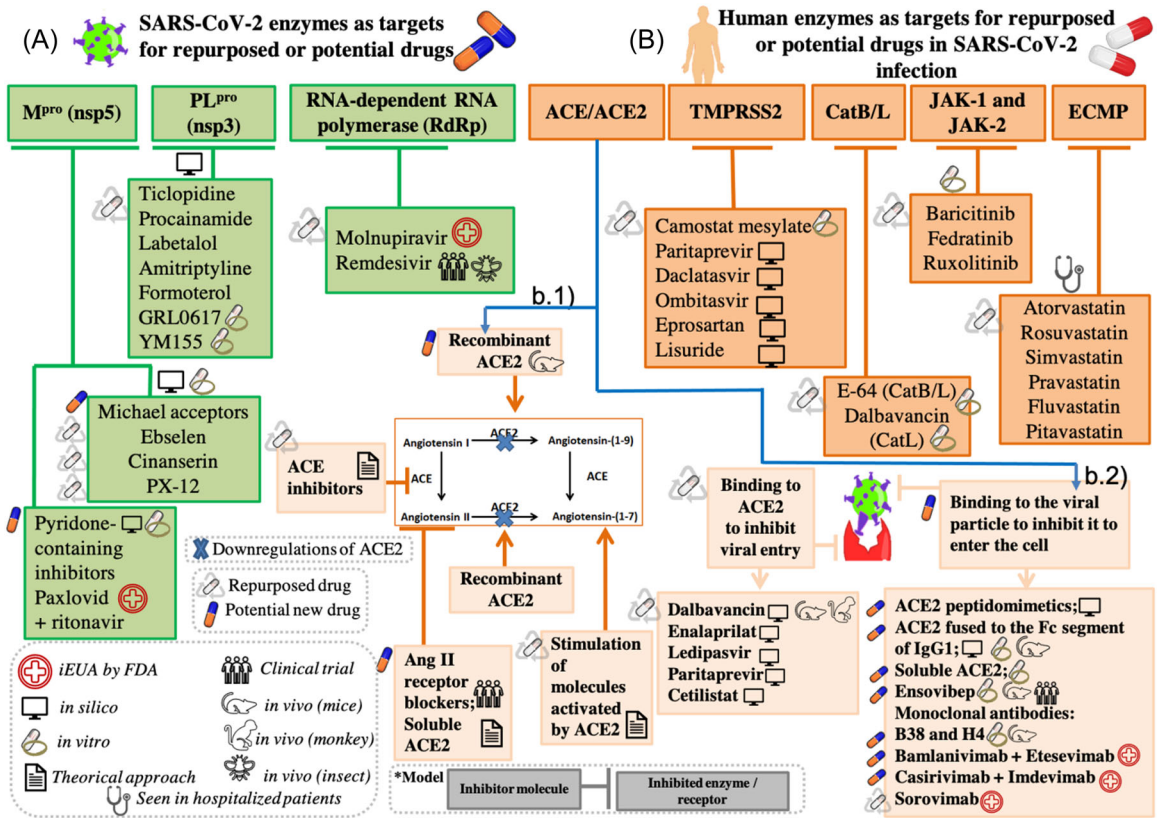 (A)
SARS-CoV-2 enzymes as targets
for repurposed or potential drugs
(B)
Human enzymes as targets for repurposed
or potential drugs in SARS-CoV-2
infection
Mpro (nsp5)
PLpro
(nsp3)
RNA-dependent RNA
polymerase (RdRp)
ACE/ACE2
TMPRSS2
CatB/L
JAK-1 and
JAK-2
ECMP
Ticlopidine
Procainamide
Labetalol
Amitriptyline
Formoterol
GRL0617
YM155
Molnupiravir
Remdesivir
Michael acceptors
Ebselen
Cinanserin
PX-12
Pyridone-
containing
inhibitors
Paxlovid
+ ritonavir
b.1)
Recombinant
ACE2
Camostat mesylate
Paritaprevir
Daclatasvir
Ombitasvir
Eprosartan
Lisuride
Baricitinib
Fedratinib
Ruxolitinib
E-64 (CatB/L)
Dalbavancin
(CatL)
Atorvastatin
Rosuvastatin
Simvastatin
Pravastatin
Fluvastatin
Pitavastatin
ACE
inhibitors
Angiotensin I
ACE2
Angiotensin-(1-9)
ACE
ACE
Angiotensin II
ACE2
Angiotensin-(1-7)
Recombinant
ACE2
Ang II
receptor
blockers;
Soluble
ACE2
Stimulation of
molecules
activated
by ACE2
b.2)
Binding to
ACE2
to inhibit
viral entry
Binding to the viral
particle to inhibit it to
enter the cell
Dalbavancin
Enalaprilat
Ledipasvir
Paritaprevir
Cetilistat
ACE2 peptidomimetics;
ACE2 fused to the Fc segment
of IgG1;
Soluble ACE2;
Ensovibep
Monoclonal antibodies:
B38 and H4
Bamlanivimab + Etesevimab
Casirivimab + Imdevimab
Sorovimab
Downregulations of ACE2
Repurposed drug
Potential new drug
iEUA by FDA
in silico
in vitro
Theorical approach
Clinical trial
in vivo (mice)
in vivo (monkey)
in vivo (insect)
Seen in hospitalized patients
*Model
Inhibitor molecule
Inhibited enzyme /
receptor